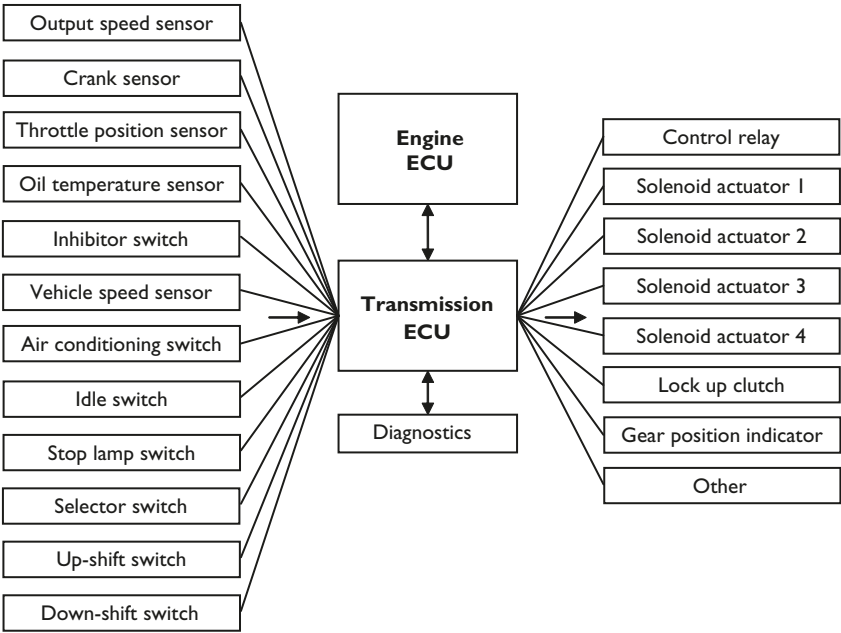 Output speed sensor
Crank sensor
Throttle position sensor
Oil temperature sensor
Inhibitor switch
Vehicle speed sensor
Air conditioning switch
Idle switch
Stop lamp switch
Selector switch
Up-shift switch
Down-shift switch
Engine
ECU
Transmission
ECU
Diagnostics
Control relay
Solenoid actuator 1
Solenoid actuator 2
Solenoid actuator 3
Solenoid actuator 4
Lock up clutch
Gear position indicator
Other